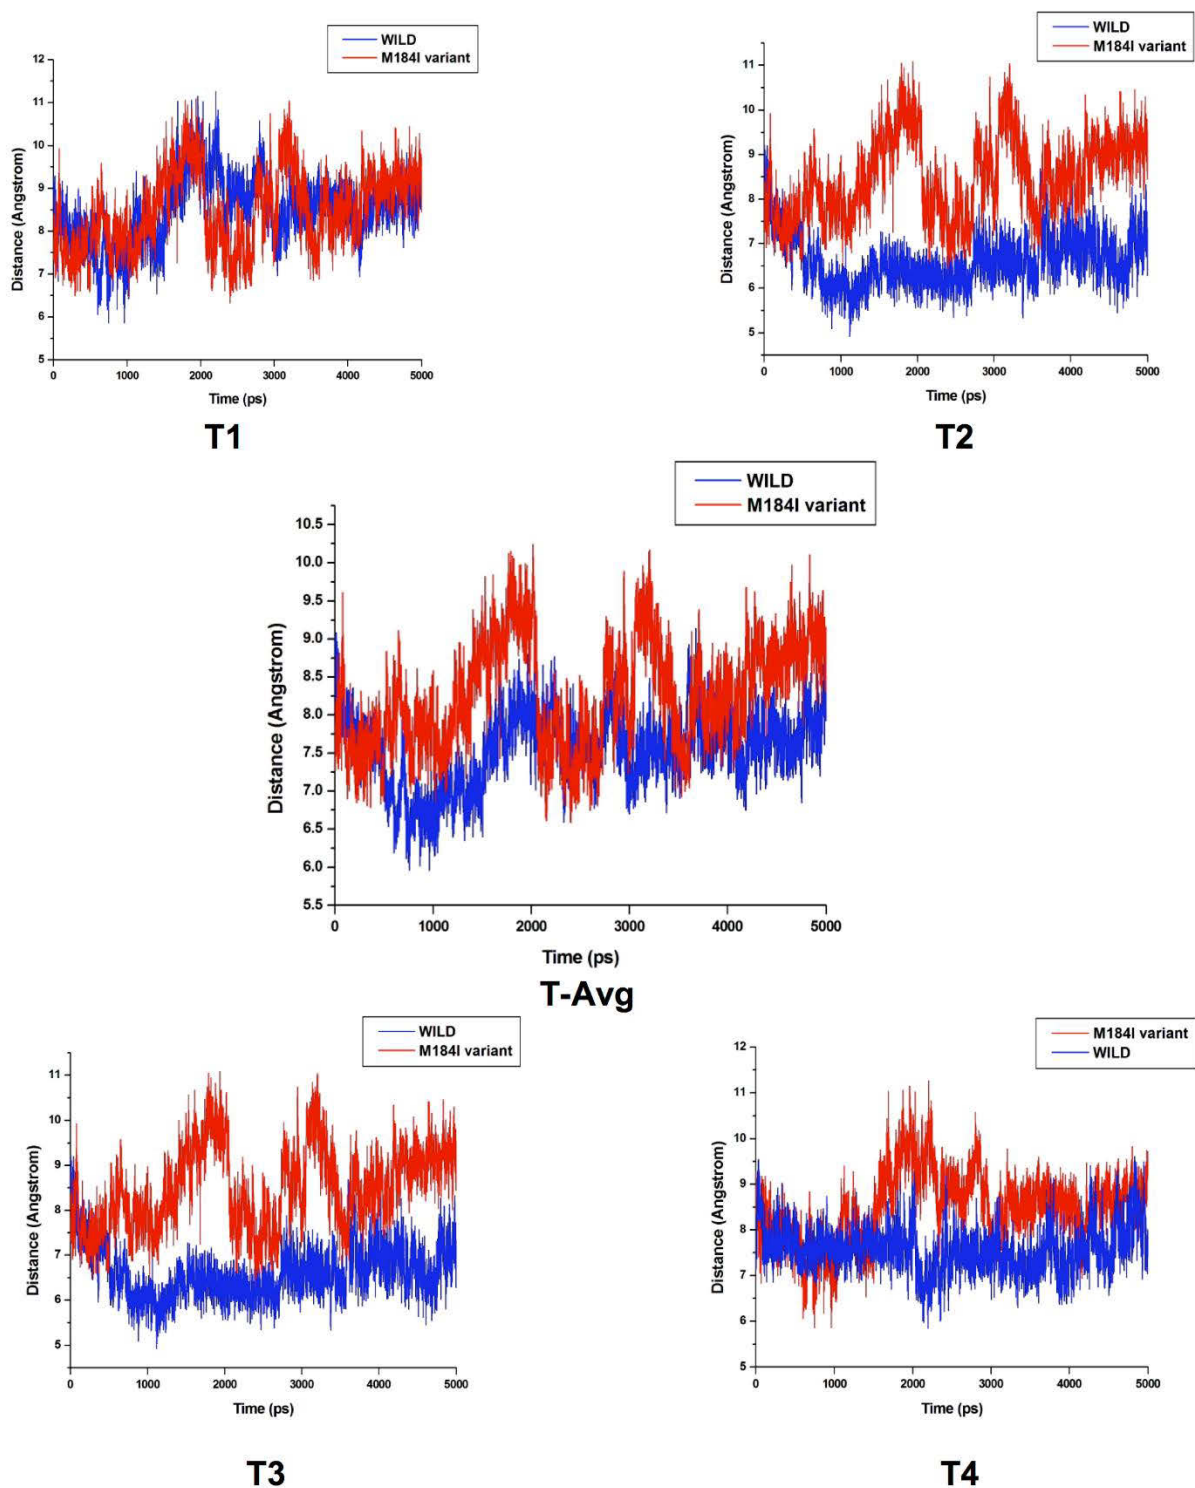 WILD
M184I variant
12
11
10
9
8
7
6
5
0 1000 2000 3000 4000 5000
Distance (Angstrom)
Time (ps)
T1
WILD
M184I variant
11
10
9
8
7
6
5
0 1000 2000 3000 4000 5000
Distance (Angstrom)
Time (ps)
T2
WILD
M184I variant
10.5
10.0
9.5
9.0
8.5
8.0
7.5
7.0
6.5
6.0
5.5
0 1000 2000 3000 4000 5000
Distance (Angstrom)
Time (ps)
T-Avg
WILD
M184I variant
11
10
9
8
7
6
5
0 1000 2000 3000 4000 5000
Distance (Angstrom)
Time (ps)
T3
M184I variant
WILD
12
11
10
9
8
7
6
5
0 1000 2000 3000 4000 5000
Distance (Angstrom)
Time (ps)
T4